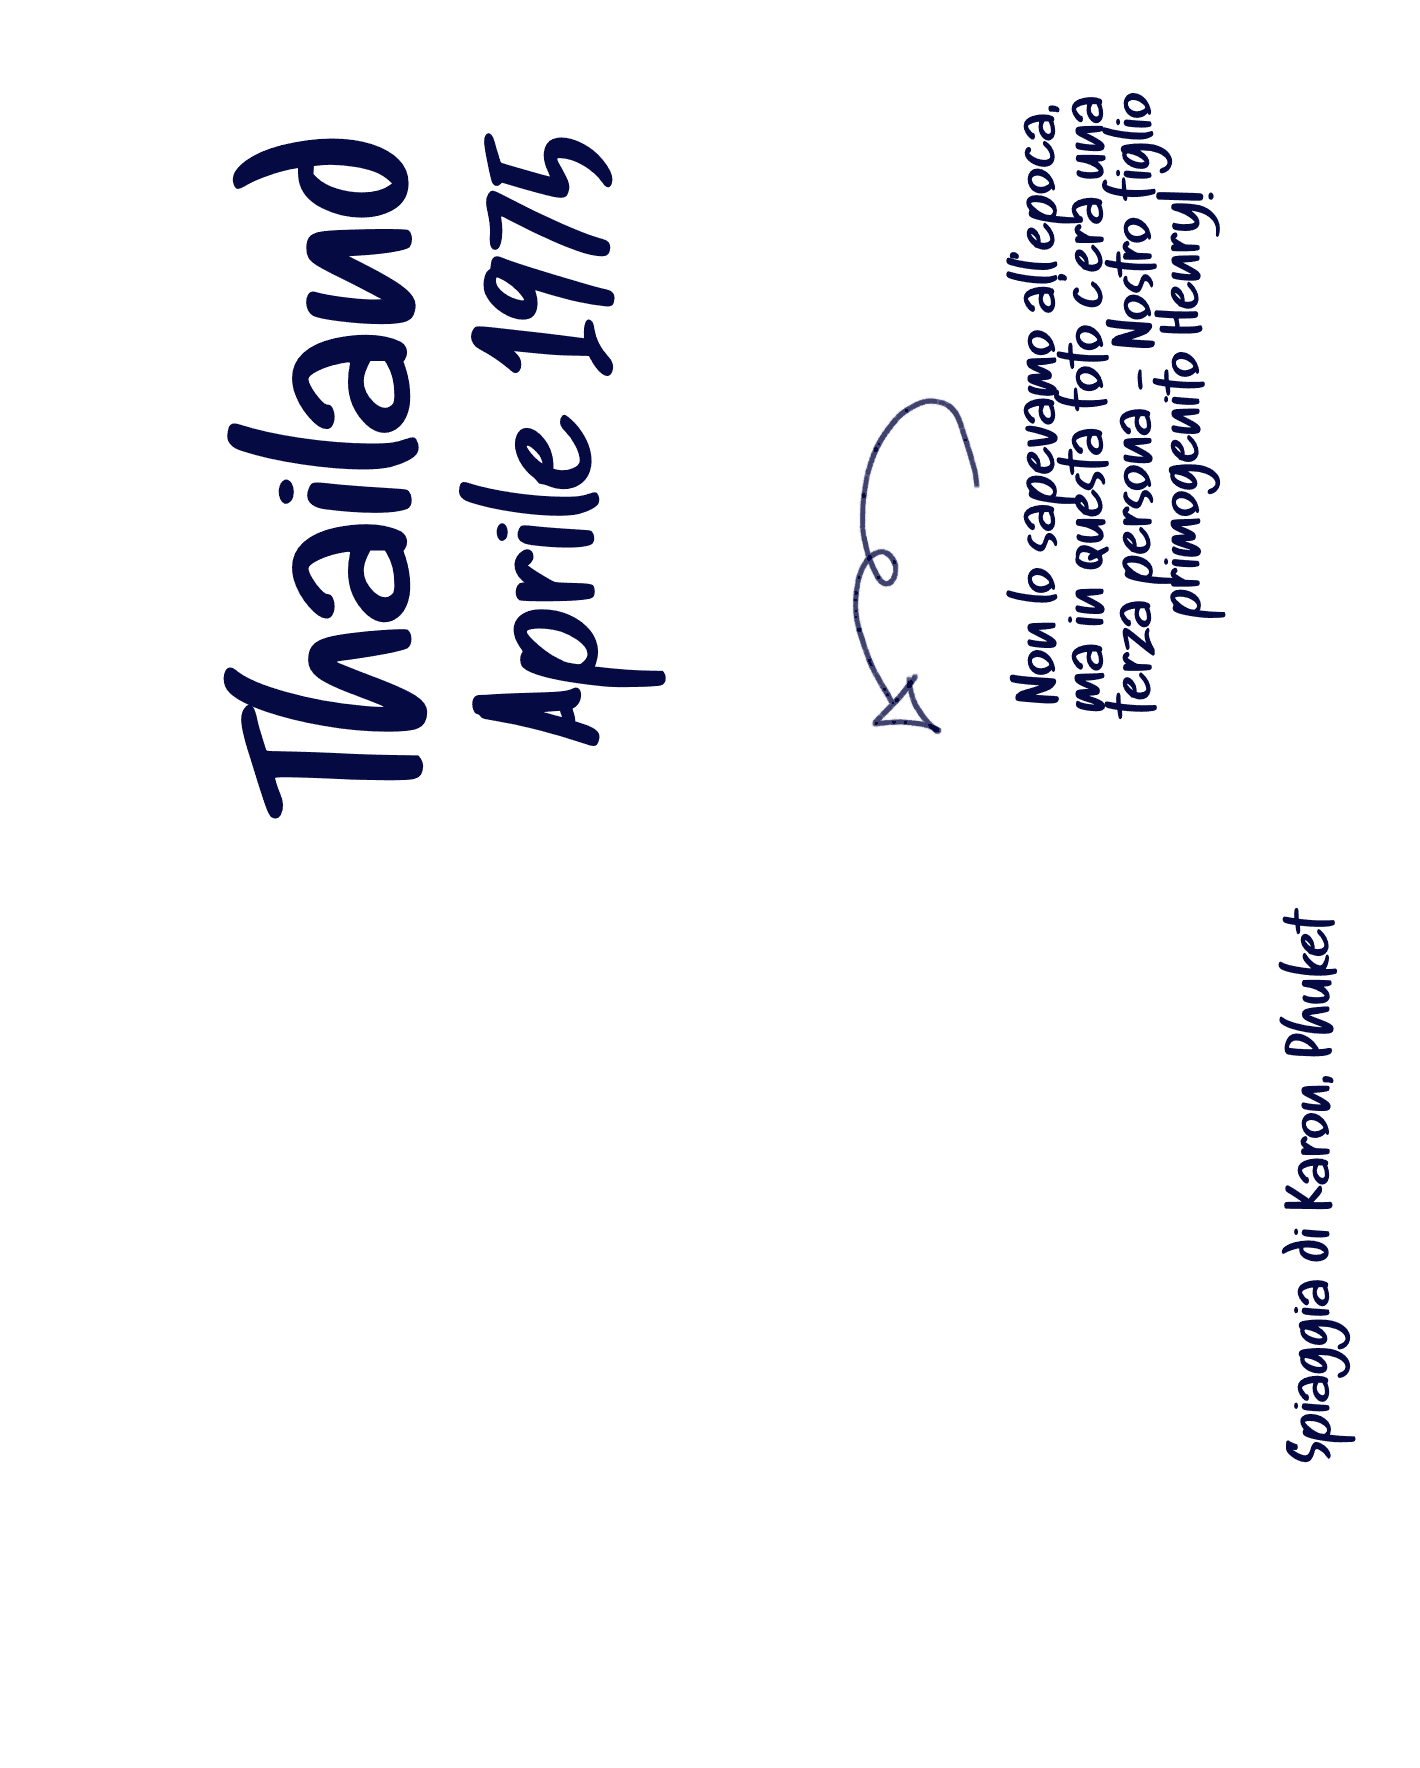 Thailand
Aprile 1975
Non lo sapevamo all'epoca,
ma in questa foto c'era una
terza persona - Nostro figlio
primogenito Henry!
Spiaggia di Karon, Phuket